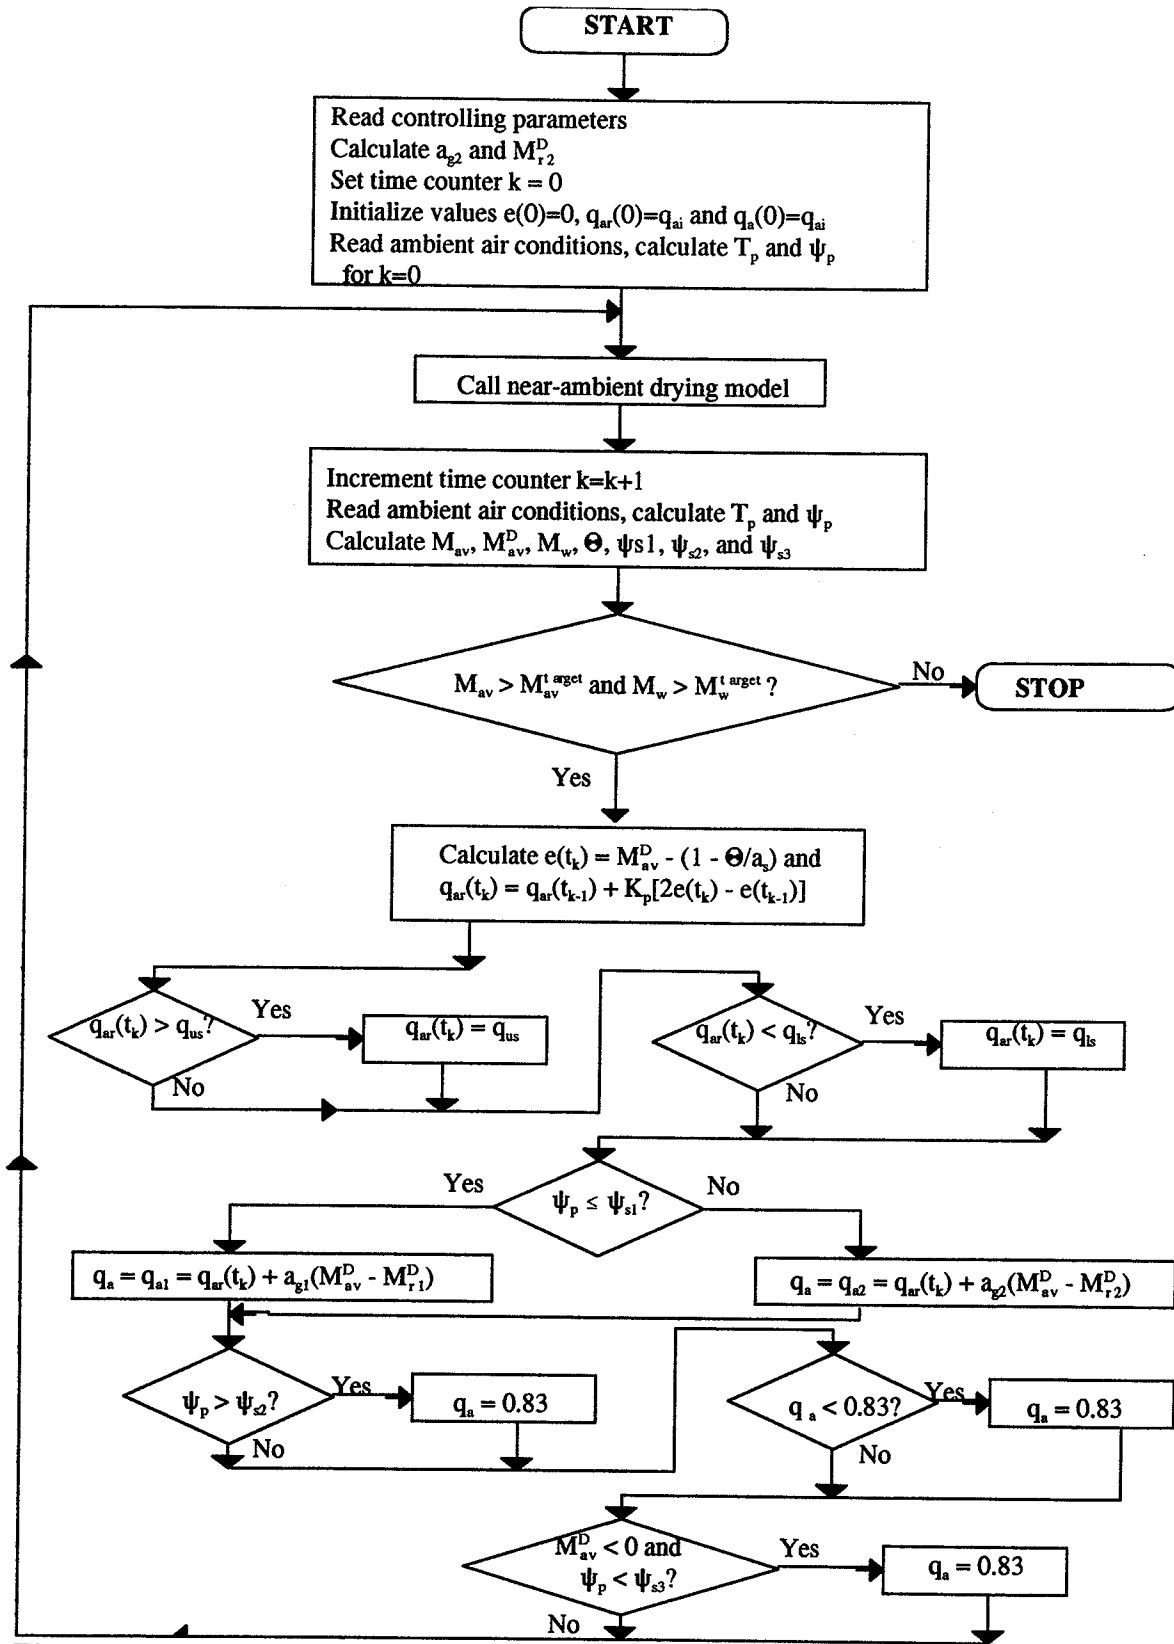 START
Read controlling parameters
Calculate a_g2 and M^D_r2
Set time counter k = 0
Initialize values e(0)=0, q_ar(0)=q_ai and q_a(0)=q_ai
Read ambient air conditions, calculate T_p and ψ_p
for k=0
Call near-ambient drying model
Increment time counter k=k+1
Read ambient air conditions, calculate T_p and ψ_p
Calculate M_av, M^D_av, M_w, Θ, ψs1, ψ_s2, and ψ_s3
M_av > M^t arget_av and M_w > M^t arget_w ?
No
STOP
Yes
Calculate e(t_k) = M^D_av - (1 - Θ/a_s) and
q_ar(t_k) = q_ar(t_k-1) + K_p[2e(t_k) - e(t_k-1)]
q_ar(t_k) > q_us?
Yes
q_ar(t_k) = q_us
No
q_ar(t_k) < q_ls?
Yes
q_ar(t_k) = q_ls
No
ψ_p ≤ ψ_s1?
Yes
No
q_a = q_a1 = q_ar(t_k) + a_g1(M^D_av - M^D_r1)
q_a = q_a2 = q_ar(t_k) + a_g2(M^D_av - M^D_r2)
ψ_p > ψ_s2?
Yes
q_a = 0.83
No
q_a < 0.83?
Yes
q_a = 0.83
No
M^D_av < 0 and
ψ_p < ψ_s3?
Yes
q_a = 0.83
No